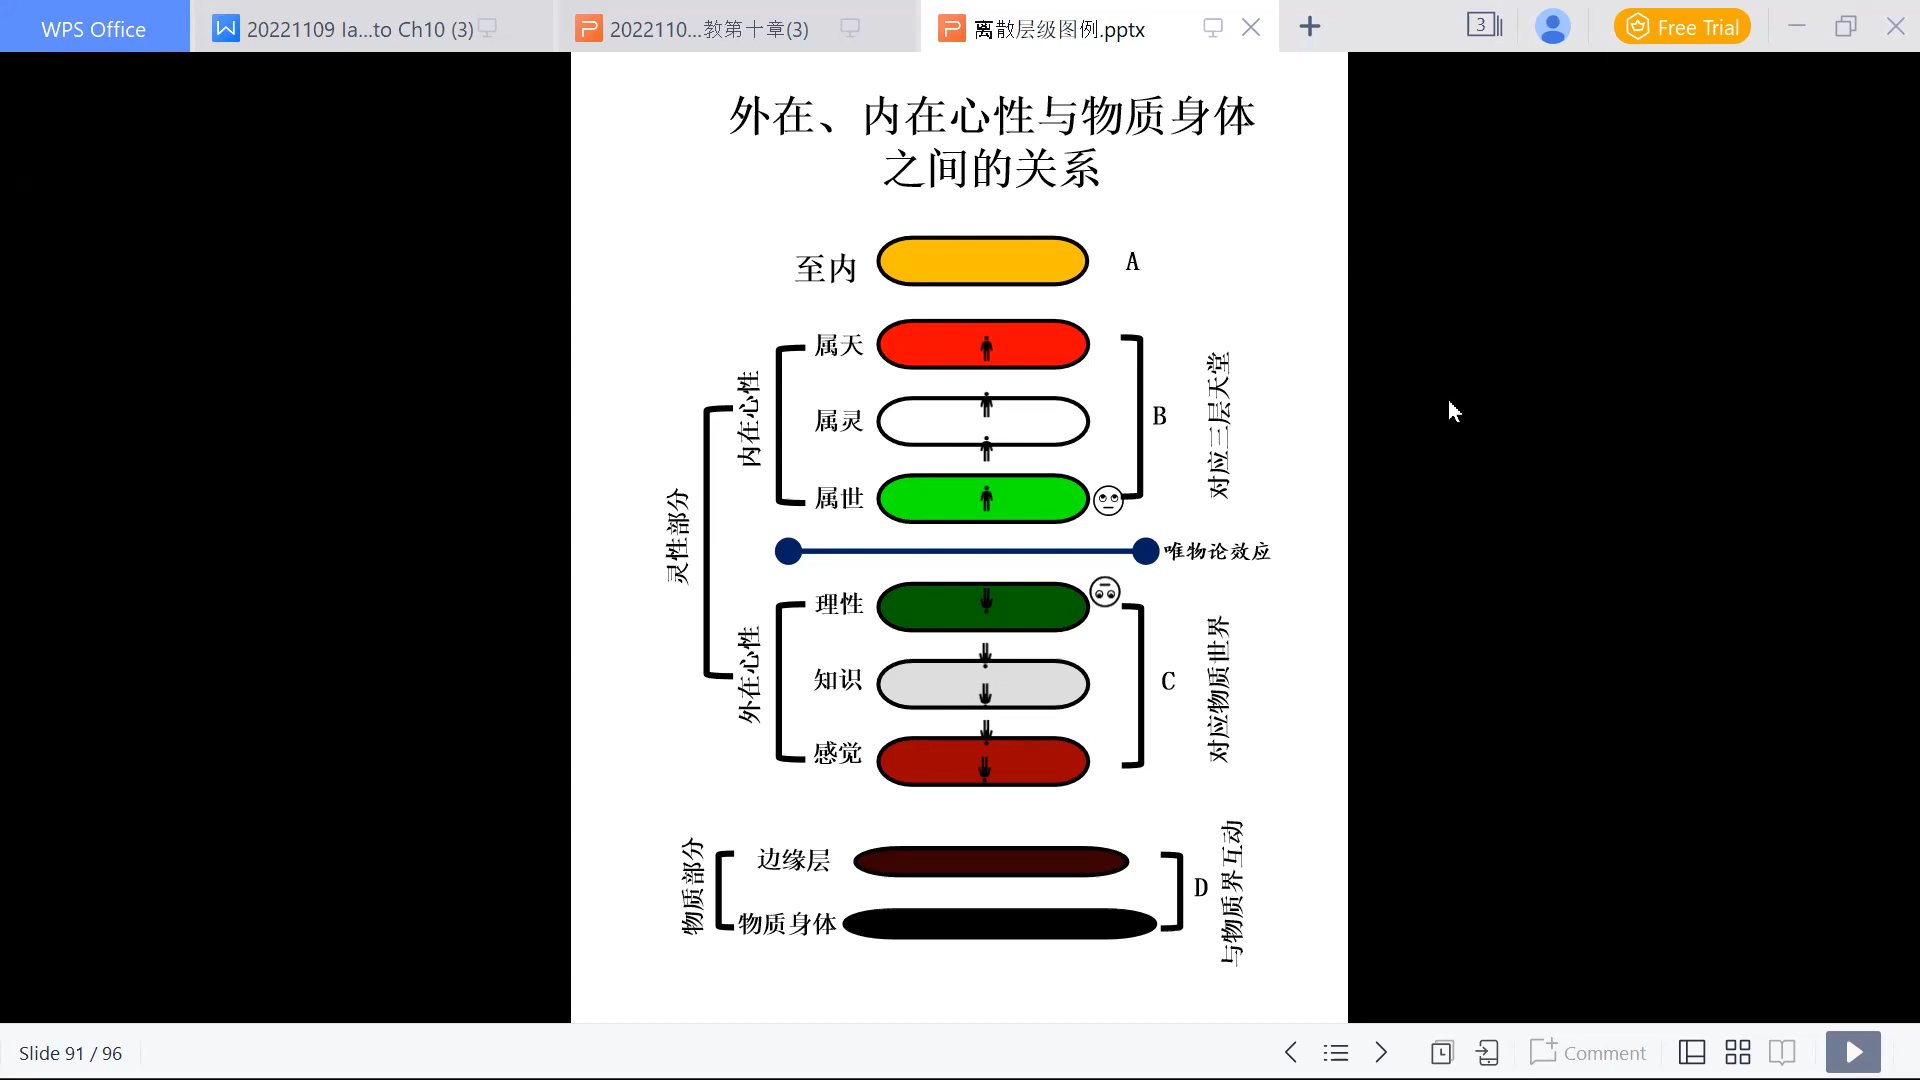 WPS Office
20221109 la...to Ch10 (3)
2022110...教第十章(3)
离散层级图例.pptx
3
Free Trial
外在、内在心性与物质身体
之间的关系
至内
A
属天
属灵
属世
内在心性
B
对应三层天堂
灵性部分
唯物论效应
理性
知识
感觉
外在心性
C
对应物质世界
边缘层
物质身体
物质部分
D
与物质界互动
Slide 91 / 96
Comment